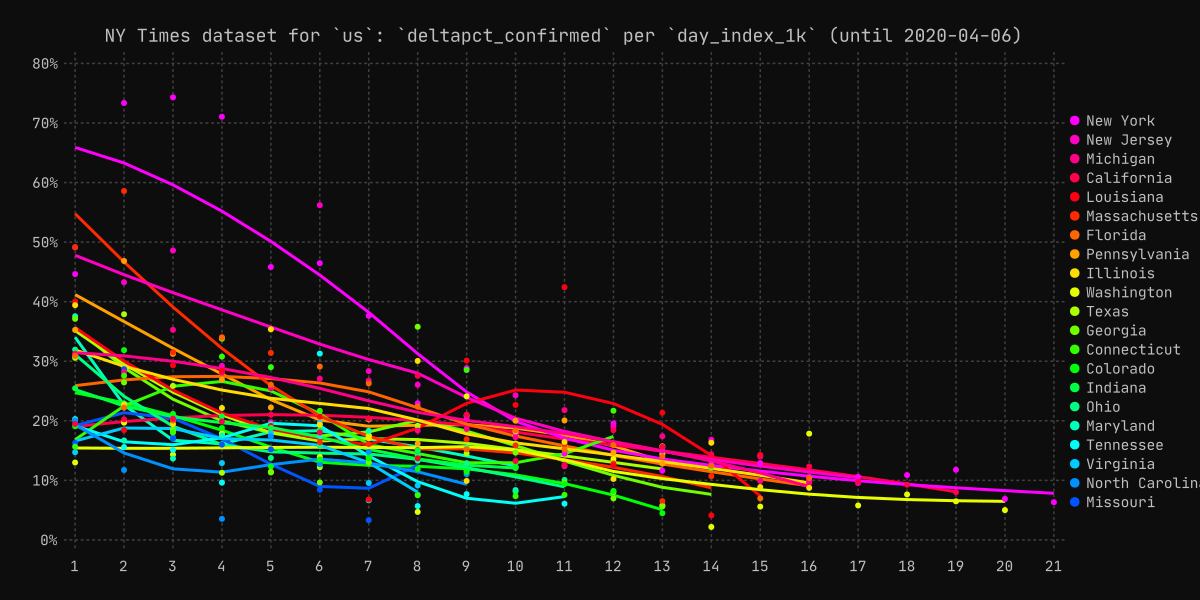 NY Times dataset for `us`: `deltapct_confirmed` per `day_index_1k` (until 2020-04-06)
80%
70%
60%
50%
40%
30%
20%
10%
0%
1 2 3 4 5 6 7 8 9 10 11 12 13 14 15 16 17 18 19 20 21
New York
New Jersey
Michigan
California
Louisiana
Massachusetts
Florida
Pennsylvania
Illinois
Washington
Texas
Georgia
Connecticut
Colorado
Indiana
Ohio
Maryland
Tennessee
Virginia
North Carolin
Missouri